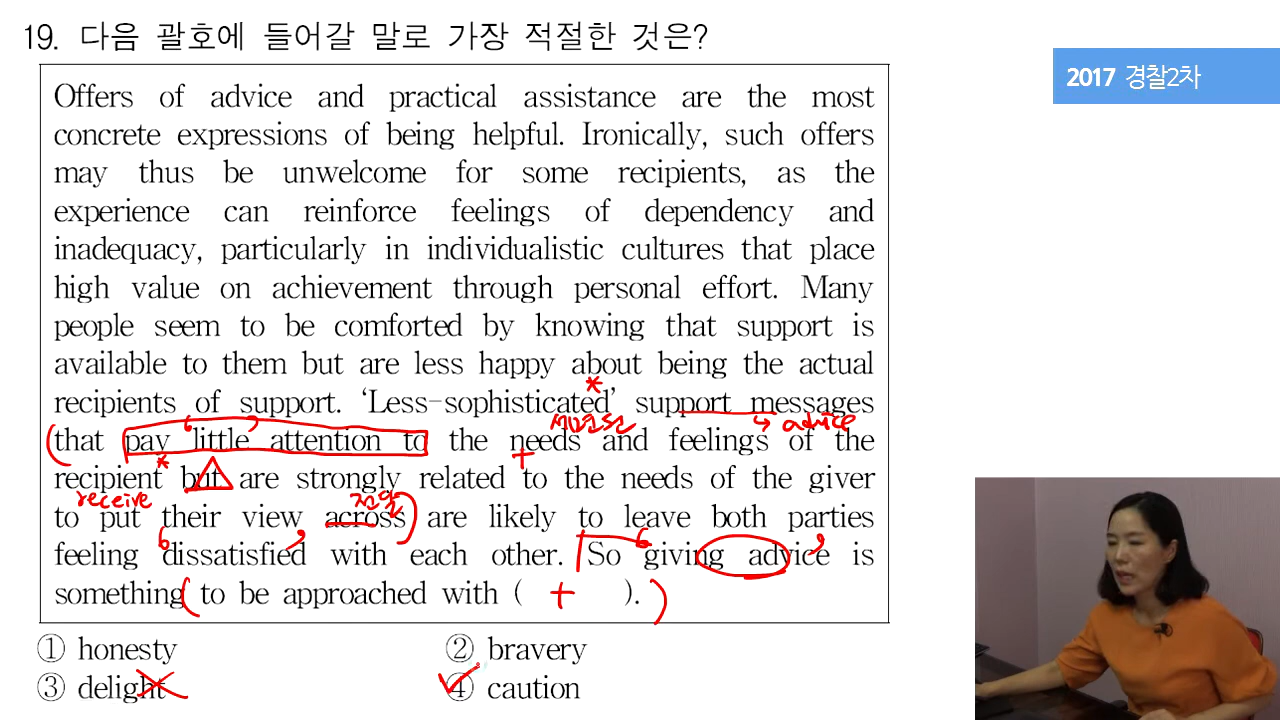 19. 다음 괄호에 들어갈 말로 가장 적절한 것은?
2017 경찰2차
Offers of advice and practical assistance are the most
concrete expressions of being helpful. Ironically, such offers
may thus be unwelcome for some recipients, as the
experience can reinforce feelings of dependency and
inadequacy, particularly in individualistic cultures that place
high value on achievement through personal effort. Many
people seem to be comforted by knowing that support is
available to them but are less happy about being the actual
recipients of support. ‘Less-sophisticated’ support messages
세련된
advice
that pay little attention to the needs and feelings of the
recipient but are strongly related to the needs of the giver
receive
전달
to put their view across are likely to leave both parties
feeling dissatisfied with each other. So giving advice is
something to be approached with ( + ).
① honesty ② bravery
③ delight ④ caution